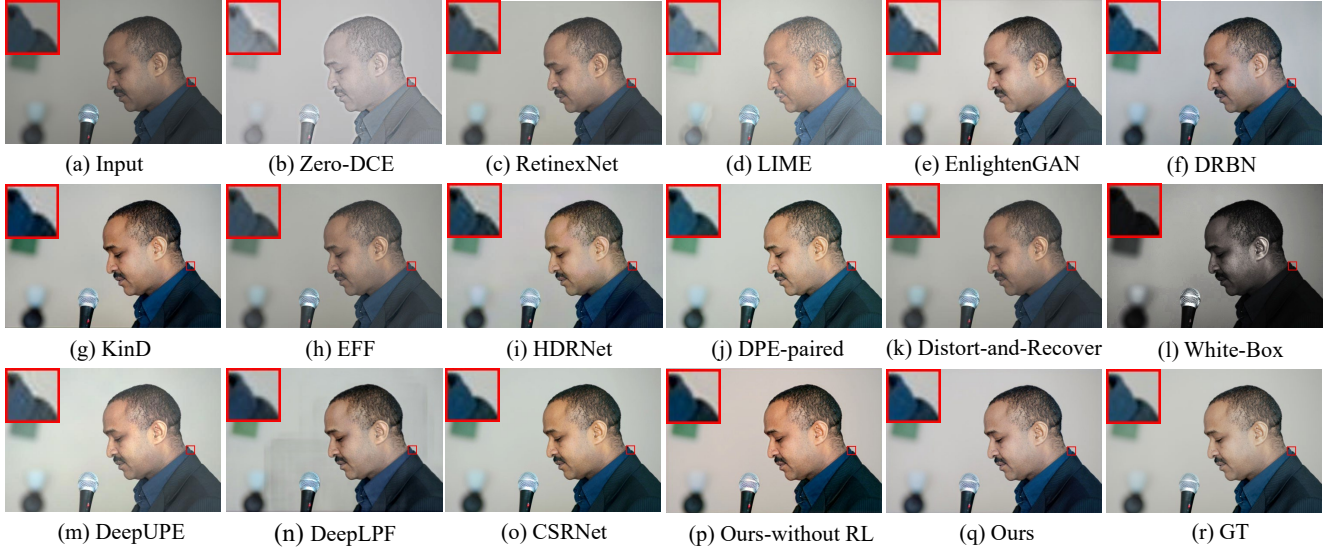 (a) Input (b) Zero-DCE (c) RetinexNet (d) LIME (e) EnlightenGAN (f) DRBN
(g) KinD (h) EFF (i) HDRNet (j) DPE-paired (k) Distort-and-Recover (l) White-Box
(m) DeepUPE (n) DeepLPF (o) CSRNet (p) Ours-without RL (q) Ours (r) GT